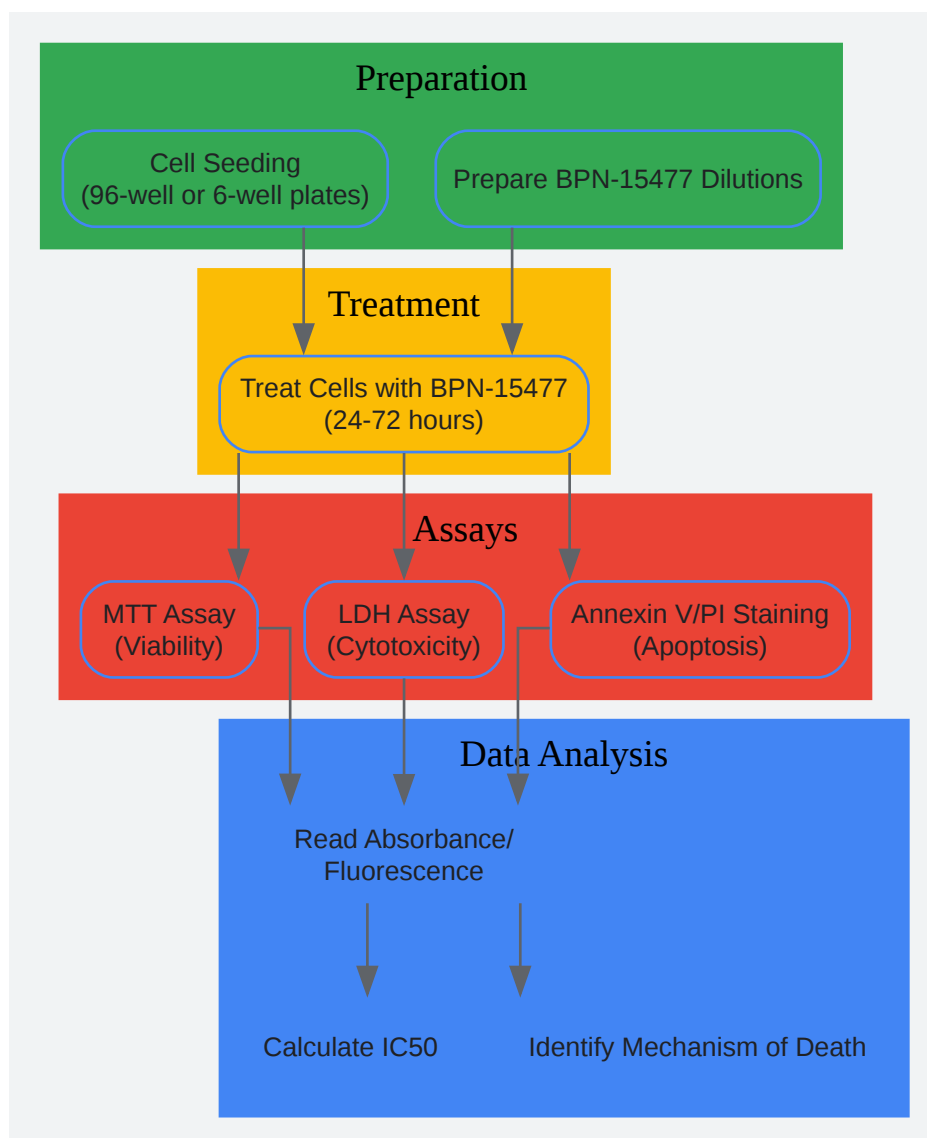 Preparation
Cell Seeding
(96-well or 6-well plates)
Prepare BPN-15477 Dilutions
Treatment
Treat Cells with BPN-15477
(24-72 hours)
Assays
MTT Assay
(Viability)
LDH Assay
(Cytotoxicity)
Annexin V/PI Staining
(Apoptosis)
Data Analysis
Read Absorbance/
Fluorescence
Calculate IC50
Identify Mechanism of Death